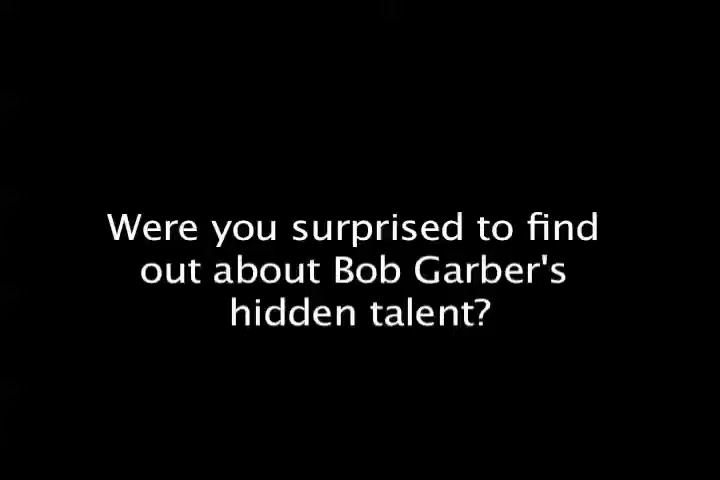 Were you surprised to find
out about Bob Garber's
hidden talent?